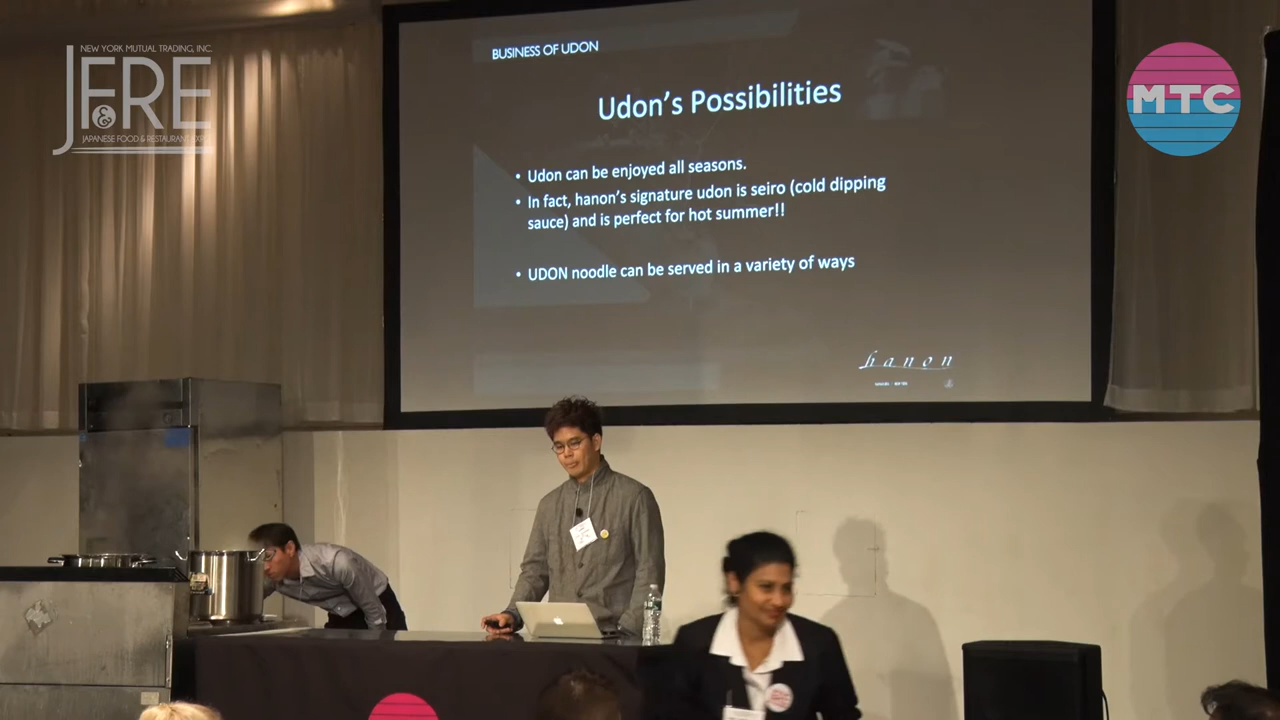 NEW YORK MUTUAL TRADING, INC.
JFRE
&
JAPANESE FOOD & RESTAURANT EXPO
MTC
BUSINESS OF UDON
Udon's Possibilities
• Udon can be enjoyed all seasons.
• In fact, hanon's signature udon is seiro (cold dipping
sauce) and is perfect for hot summer!!
• UDON noodle can be served in a variety of ways
hanon